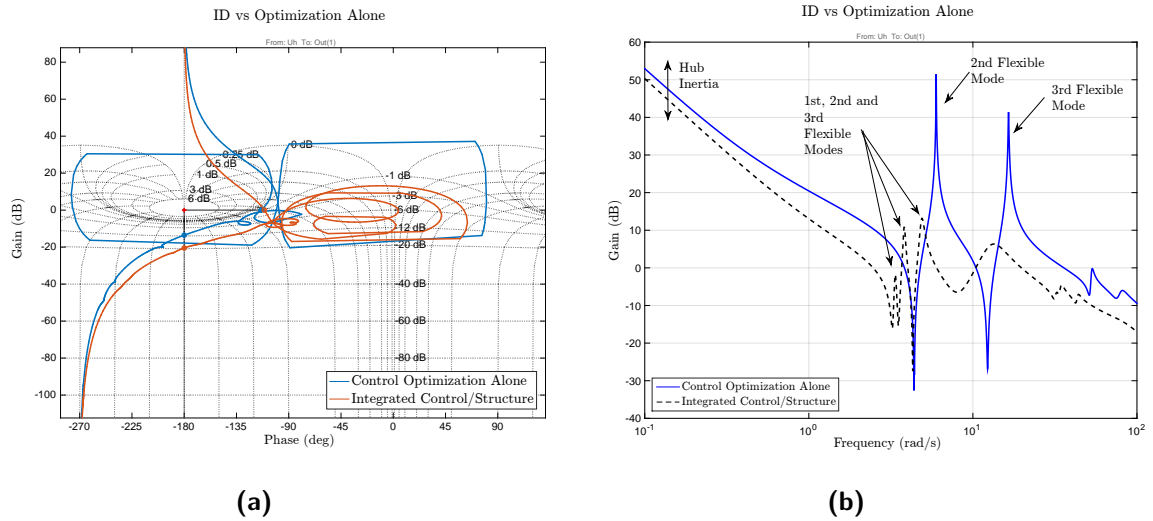 ID vs Optimization Alone
From: Uh To: Out(1)
80
60
40
20
0
-20
-40
-60
-80
-100
Gain (dB)
0 dB
0.25 dB
0.5 dB
1 dB
3 dB
6 dB
-1 dB
-3 dB
-6 dB
-12 dB
-20 dB
-40 dB
-60 dB
-80 dB
Control Optimization Alone
Integrated Control/Structure
-270 -225 -180 -135 -90 -45 0 45 90
Phase (deg)
(a)
ID vs Optimization Alone
From: Uh To: Out(1)
60
50
40
30
20
10
0
-10
-20
-30
-40
Gain (dB)
Hub
Inertia
1st, 2nd and
3rd
Flexible
Modes
2nd Flexible
Mode
3rd Flexible
Mode
Control Optimization Alone
Integrated Control/Structure
10^-1 10^0 10^1 10^2
Frequency (rad/s)
(b)